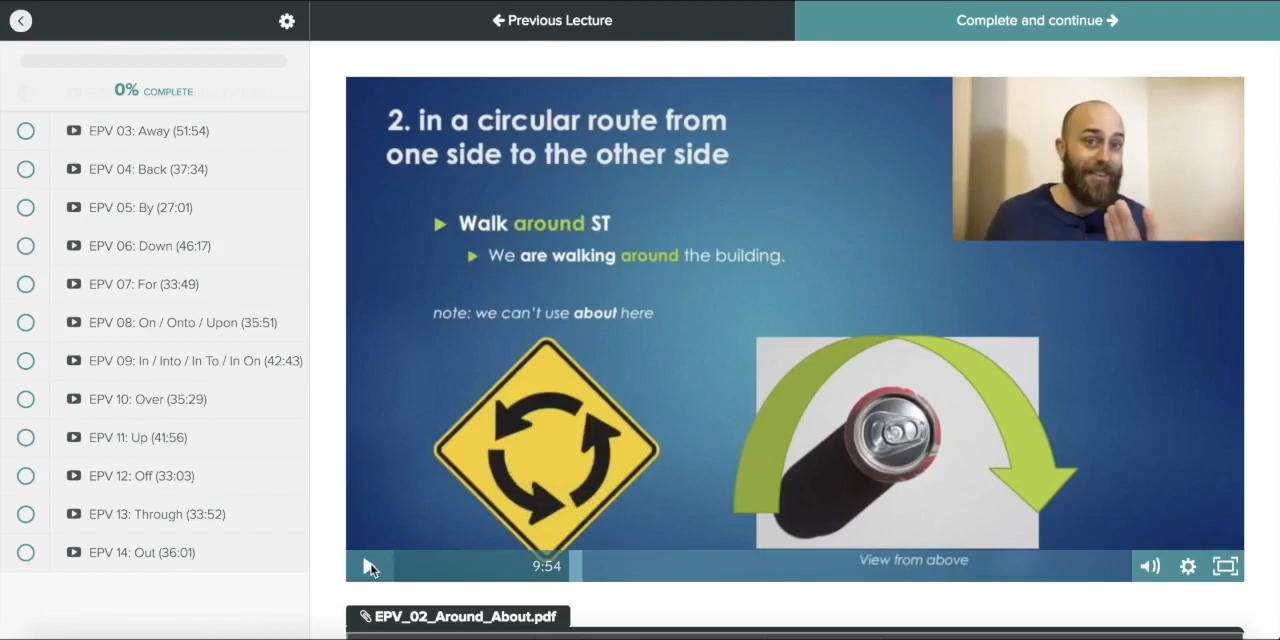 Previous Lecture
Complete and continue
0% COMPLETE
EPV 03: Away (51:54)
EPV 04: Back (37:34)
EPV 05: By (27:01)
EPV 06: Down (46:17)
EPV 07: For (33:49)
EPV 08: On / Onto / Upon (35:51)
EPV 09: In / Into / In To / In On (42:43)
EPV 10: Over (35:29)
EPV 11: Up (41:56)
EPV 12: Off (33:03)
EPV 13: Through (33:52)
EPV 14: Out (36:01)
2. in a circular route from
one side to the other side
Walk around ST
We are walking around the building.
note: we can't use about here
View from above
9:54
EPV_02_Around_About.pdf